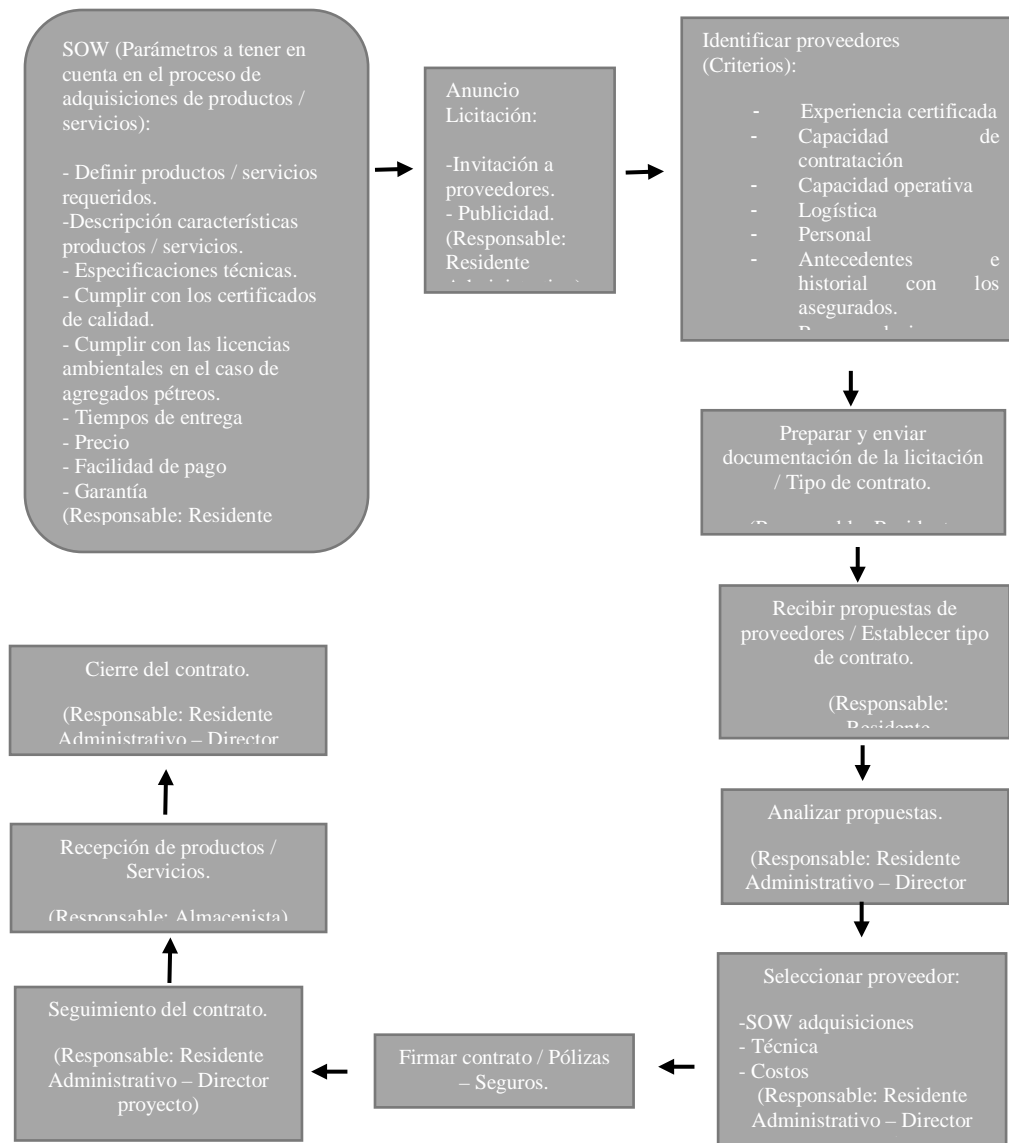 SOW (Parámetros a tener en
cuenta en el proceso de
adquisiciones de productos /
servicios):
- Definir productos / servicios
requeridos.
-Descripción características
productos / servicios.
- Especificaciones técnicas.
- Cumplir con los certificados
de calidad.
- Cumplir con las licencias
ambientales en el caso de
agregados pétreos.
- Tiempos de entrega
- Precio
- Facilidad de pago
- Garantía
(Responsable: Residente
Anuncio
Licitación:
-Invitación a
proveedores.
- Publicidad.
(Responsable:
Residente
Identificar proveedores
(Criterios):
- Experiencia certificada
- Capacidad de
contratación
- Capacidad operativa
- Logística
- Personal
- Antecedentes e
historial con los
asegurados.
Preparar y enviar
documentación de la licitación
/ Tipo de contrato.
(Responsable: Residente
Recibir propuestas de
proveedores / Establecer tipo
de contrato.
(Responsable:
Residente
Analizar propuestas.
(Responsable: Residente
Administrativo – Director
Seleccionar proveedor:
-SOW adquisiciones
- Técnica
- Costos
(Responsable: Residente
Administrativo – Director
Firmar contrato / Pólizas
– Seguros.
Seguimiento del contrato.
(Responsable: Residente
Administrativo – Director
proyecto)
Recepción de productos /
Servicios.
(Responsable: Almacenista)
Cierre del contrato.
(Responsable: Residente
Administrativo – Director